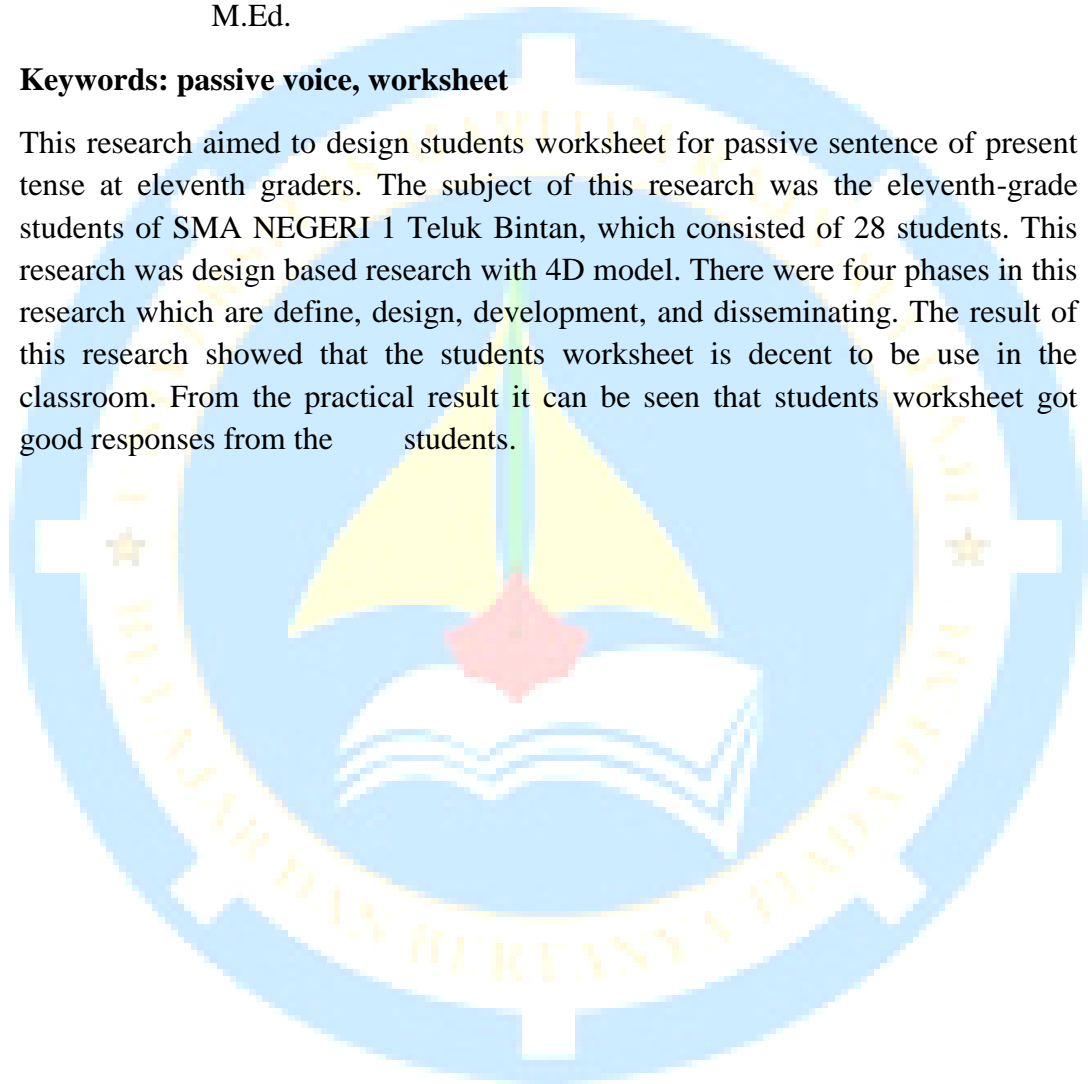 M.Ed.
Keywords: passive voice, worksheet
This research aimed to design students worksheet for passive sentence of present
tense at eleventh graders. The subject of this research was the eleventh-grade
students of SMA NEGERI 1 Teluk Bintan, which consisted of 28 students. This
research was design based research with 4D model. There were four phases in this
research which are define, design, development, and disseminating. The result of
this research showed that the students worksheet is decent to be use in the
classroom. From the practical result it can be seen that students worksheet got
good responses from the students.
BELAJAR DAN BERTANYA TIADA JEMU